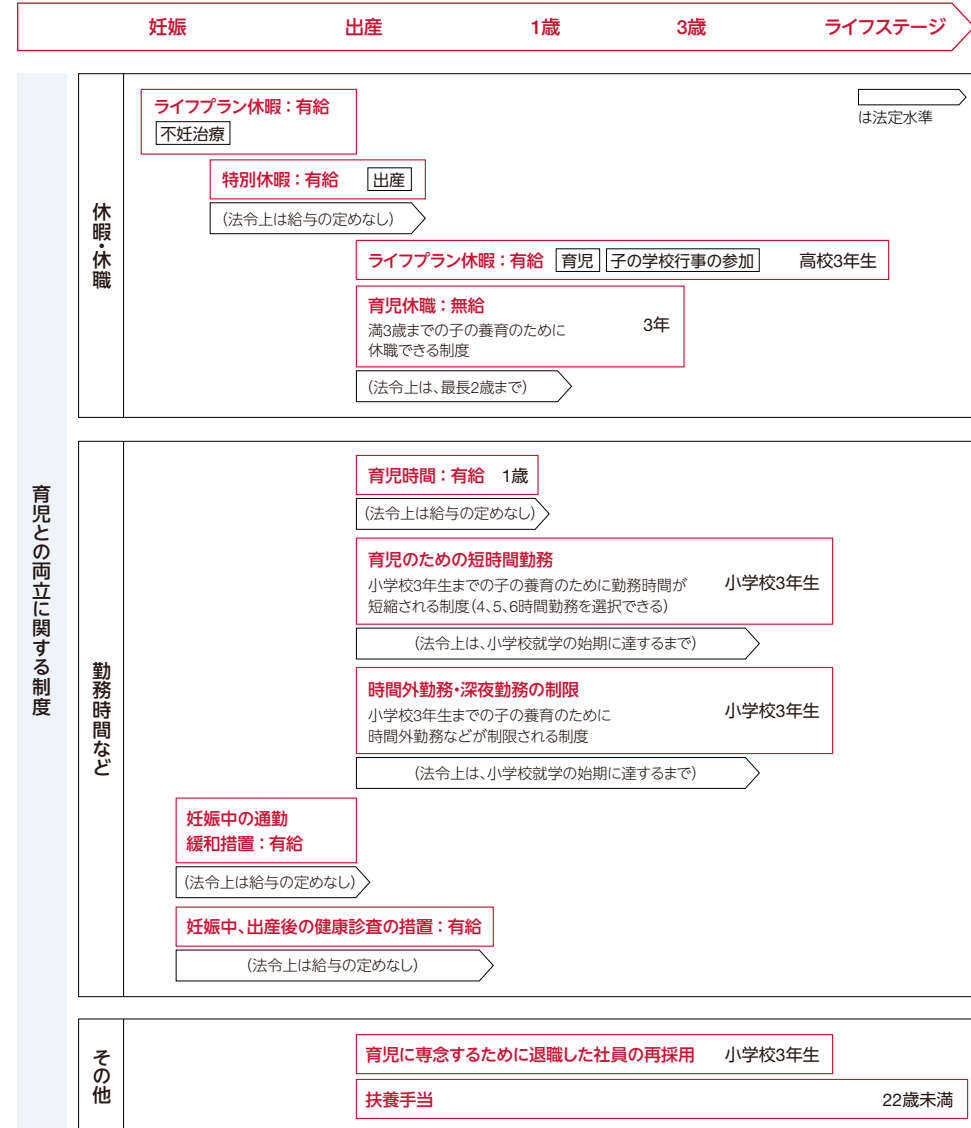 妊娠 出産 1歳 3歳 ライフステージ
育児との両立に関する制度
休暇・休職
ライフプラン休暇：有給
不妊治療
は法定水準
特別休暇：有給 出産
(法令上は給与の定めなし)
ライフプラン休暇：有給 育児 子の学校行事の参加 高校3年生
育児休職：無給
満3歳までの子の養育のために
休職できる制度
3年
(法令上は、最長2歳まで)
勤務時間など
育児時間：有給 1歳
(法令上は給与の定めなし)
育児のための短時間勤務
小学校3年生までの子の養育のために勤務時間が
短縮される制度(4、5、6時間勤務を選択できる)
小学校3年生
(法令上は、小学校就学の始期に達するまで)
時間外勤務・深夜勤務の制限
小学校3年生までの子の養育のために
時間外勤務などが制限される制度
小学校3年生
(法令上は、小学校就学の始期に達するまで)
妊娠中の通勤
緩和措置：有給
(法令上は給与の定めなし)
妊娠中、出産後の健康診査の措置：有給
(法令上は給与の定めなし)
その他
育児に専念するために退職した社員の再採用 小学校3年生
扶養手当 22歳未満